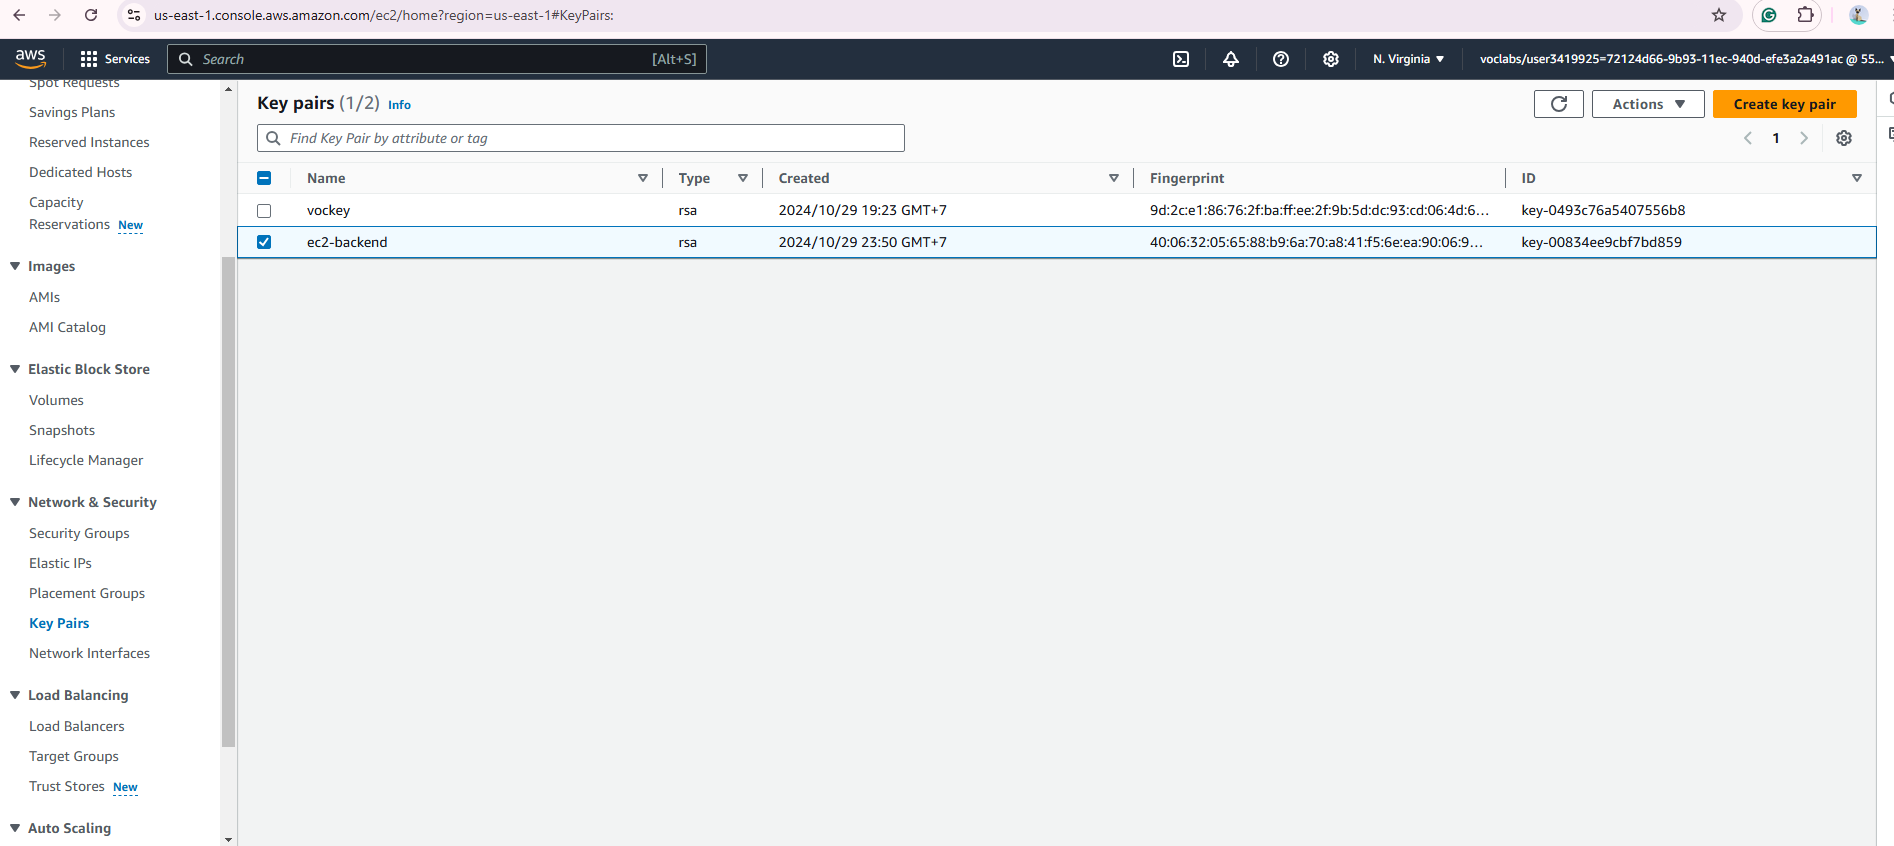 us-east-1.console.aws.amazon.com/ec2/home?region=us-east-1#KeyPairs:
aws Services Search [Alt+S] N. Virginia voclabs/user3419925=72124d66-9b93-11ec-940d-efe3a2a491ac @ 55...
Spot Requests
Savings Plans
Reserved Instances
Dedicated Hosts
Capacity
Reservations New
Images
AMIs
AMI Catalog
Elastic Block Store
Volumes
Snapshots
Lifecycle Manager
Network & Security
Security Groups
Elastic IPs
Placement Groups
Key Pairs
Network Interfaces
Load Balancing
Load Balancers
Target Groups
Trust Stores New
Auto Scaling
Key pairs (1/2) Info
Actions
Create key pair
Find Key Pair by attribute or tag
1
Name Type Created Fingerprint ID
vockey rsa 2024/10/29 19:23 GMT+7 9d:2c:e1:86:76:2f:ba:ff:ee:2f:9b:5d:dc:93:cd:06:4d:6... key-0493c76a5407556b8
ec2-backend rsa 2024/10/29 23:50 GMT+7 40:06:32:05:65:88:b9:6a:70:a8:41:f5:6e:ea:90:06:9... key-00834ee9cbf7bd859